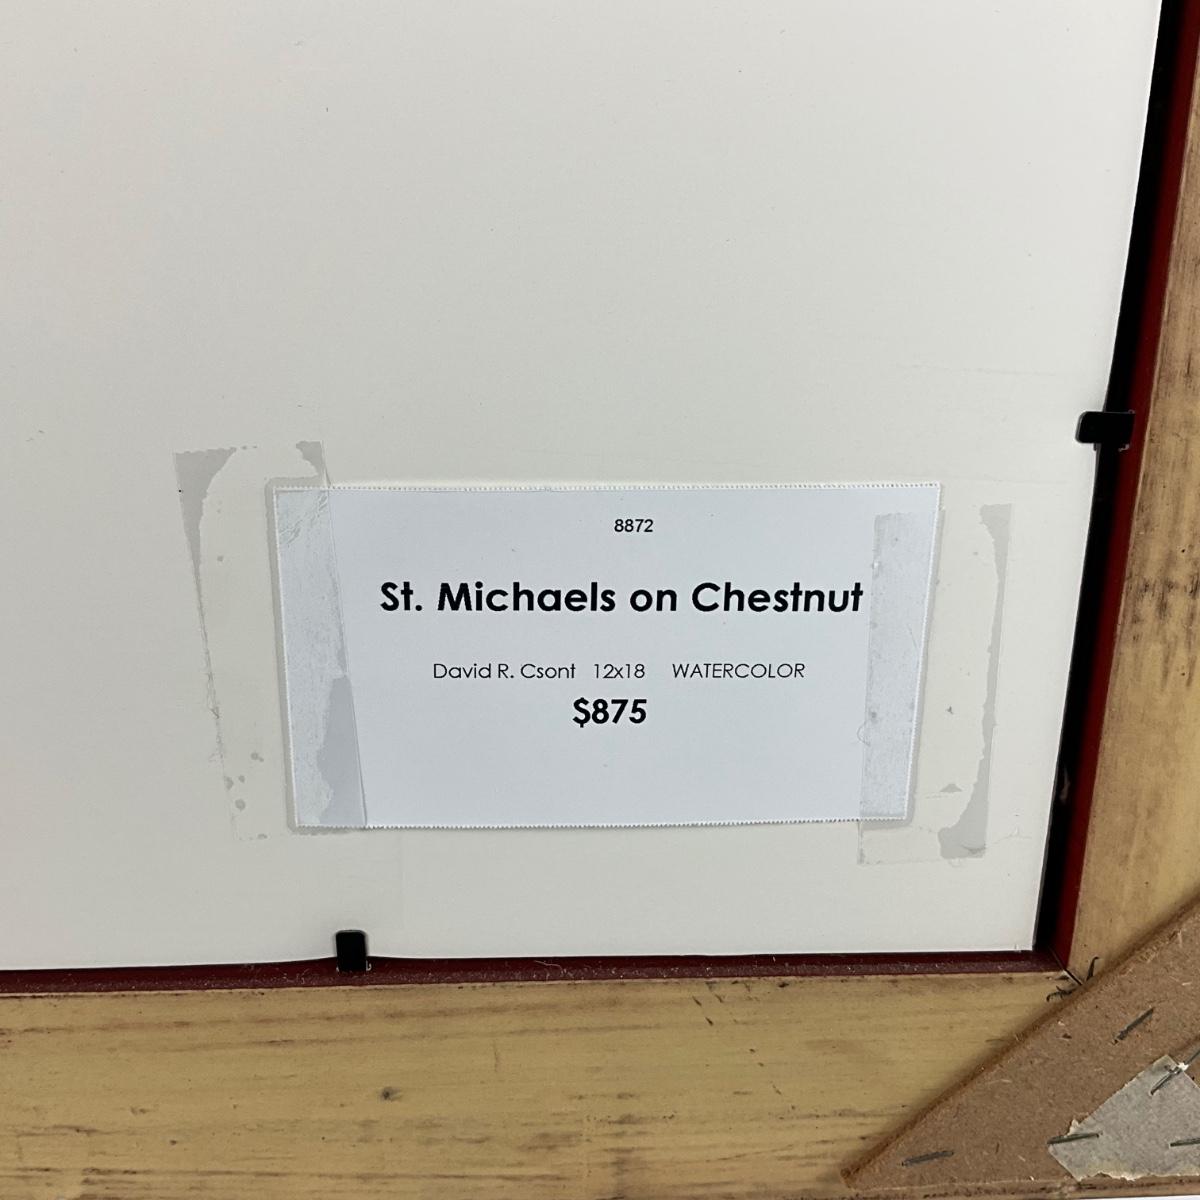 8872
St. Michaels on Chestnut
David R. Csont 12x18 WATERCOLOR
$875